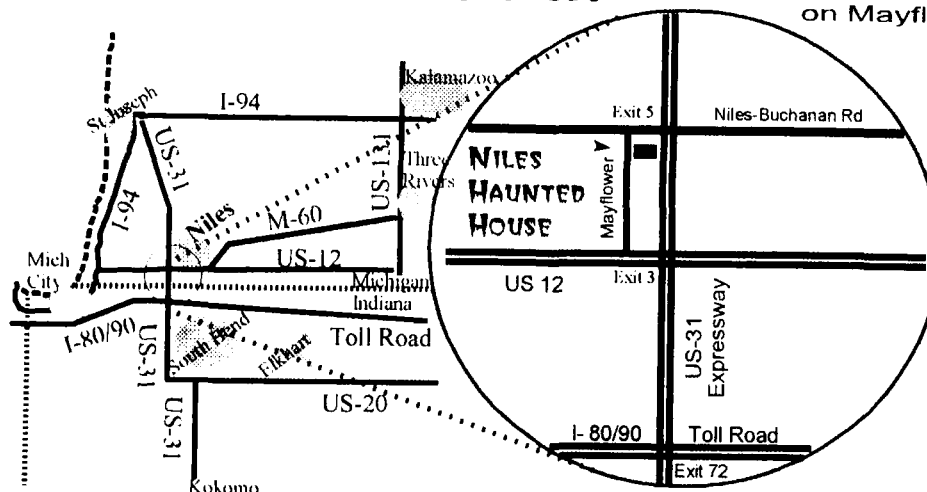 on Mayfl
Kalamazoo
St Joseph
I-94
US-31
US-131
Three
Rivers
I-94
Niles
M-60
US-12
Mich
City
Michigan
Indiana
I-80/90
Toll Road
US-31
South Bend
Elkhart
US-20
US-31
Kokomo
Exit 5
Niles-Buchanan Rd
NILES
HAUNTED
HOUSE
Mayflower
US 12
Exit 3
US-31
Expressway
I- 80/90
Toll Road
Exit 72